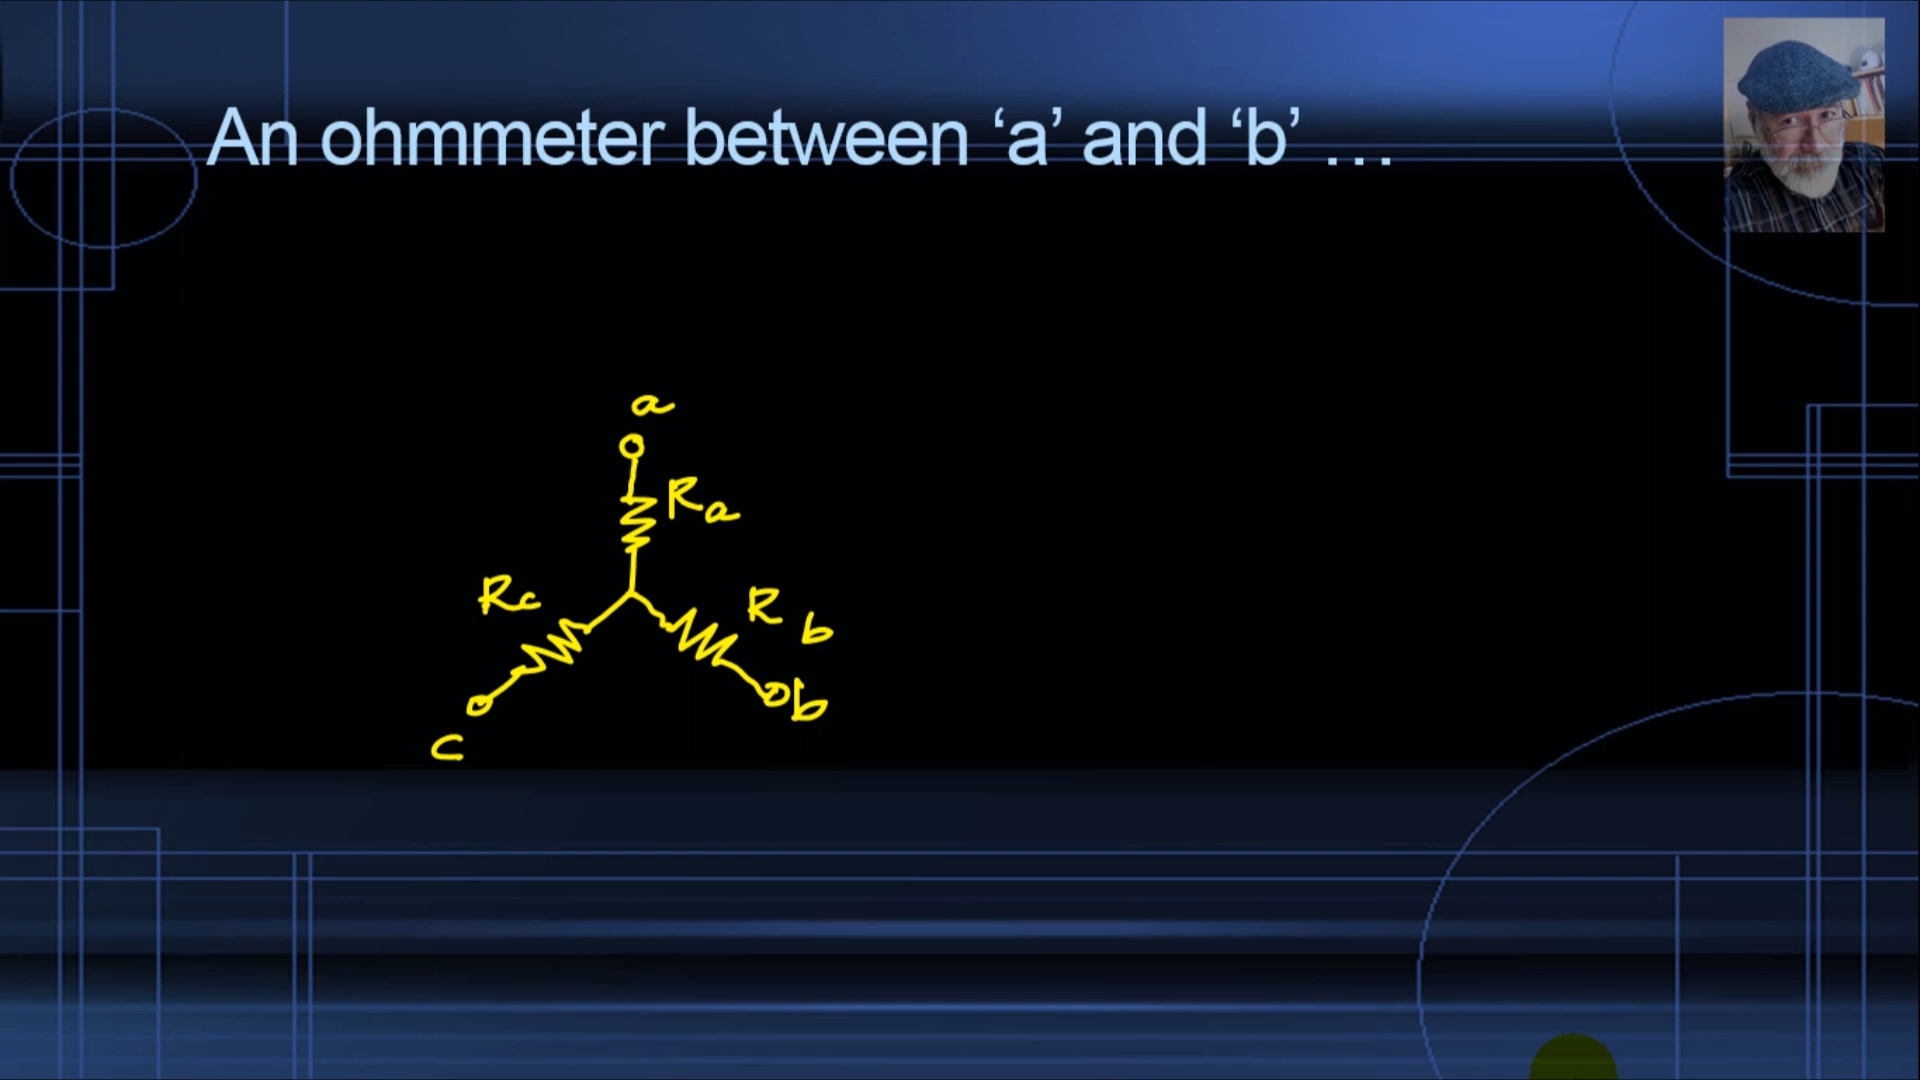 An ohmmeter between ‘a’ and ‘b’ …
a
Ra
Rc
R b
b
c